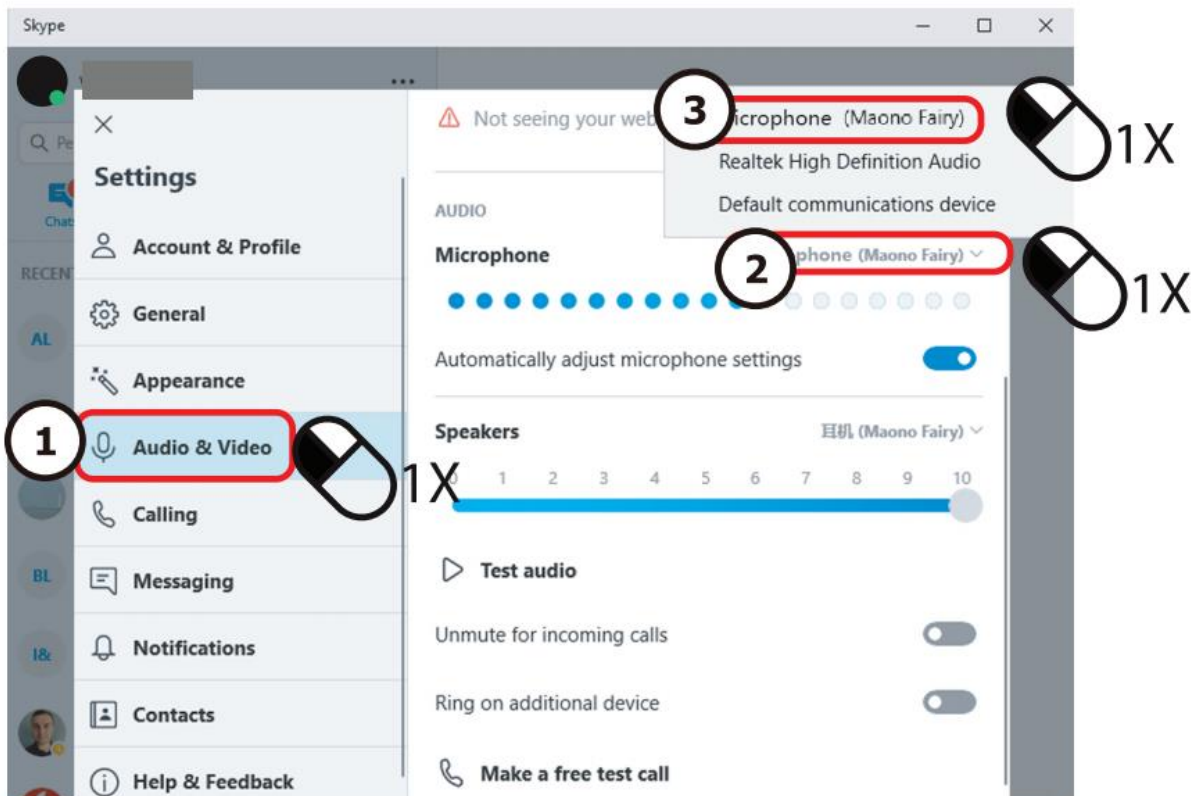 Skype
...
Settings
Account & Profile
General
Appearance
1
Audio & Video
1X
Calling
Messaging
Notifications
Contacts
Help & Feedback
Chat
RECEN
AL
BL
I&
Not seeing your web
3
icrophone (Maono Fairy)
1X
Realtek High Definition Audio
Default communications device
AUDIO
Microphone
2
phone (Maono Fairy)
1X
Automatically adjust microphone settings
Speakers
耳机 (Maono Fairy)
0 1 2 3 4 5 6 7 8 9 10
Test audio
Unmute for incoming calls
Ring on additional device
Make a free test call